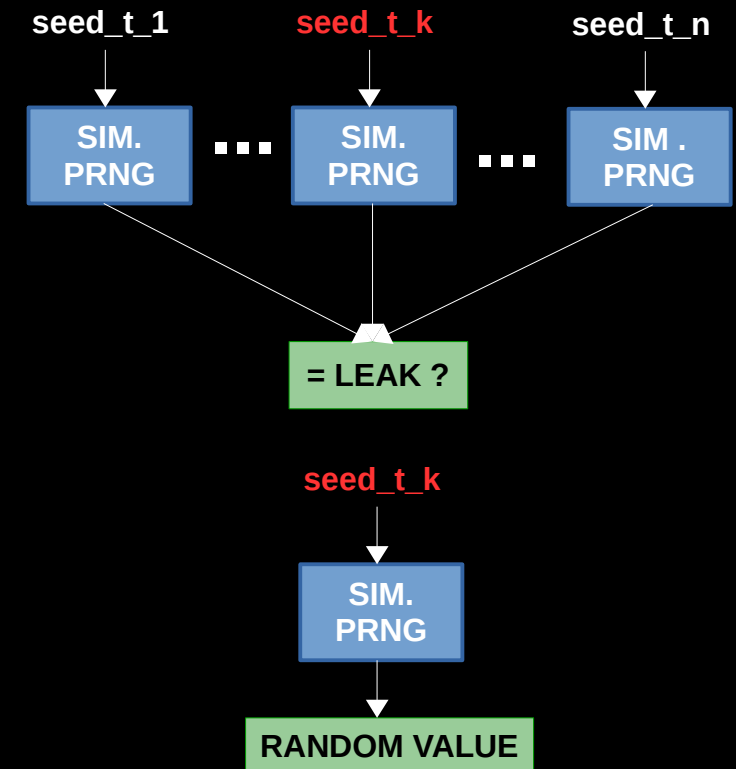 seed_t_1
seed_t_k
seed_t_n
SIM.
PRNG
SIM.
PRNG
SIM .
PRNG
= LEAK ?
seed_t_k
SIM.
PRNG
RANDOM VALUE